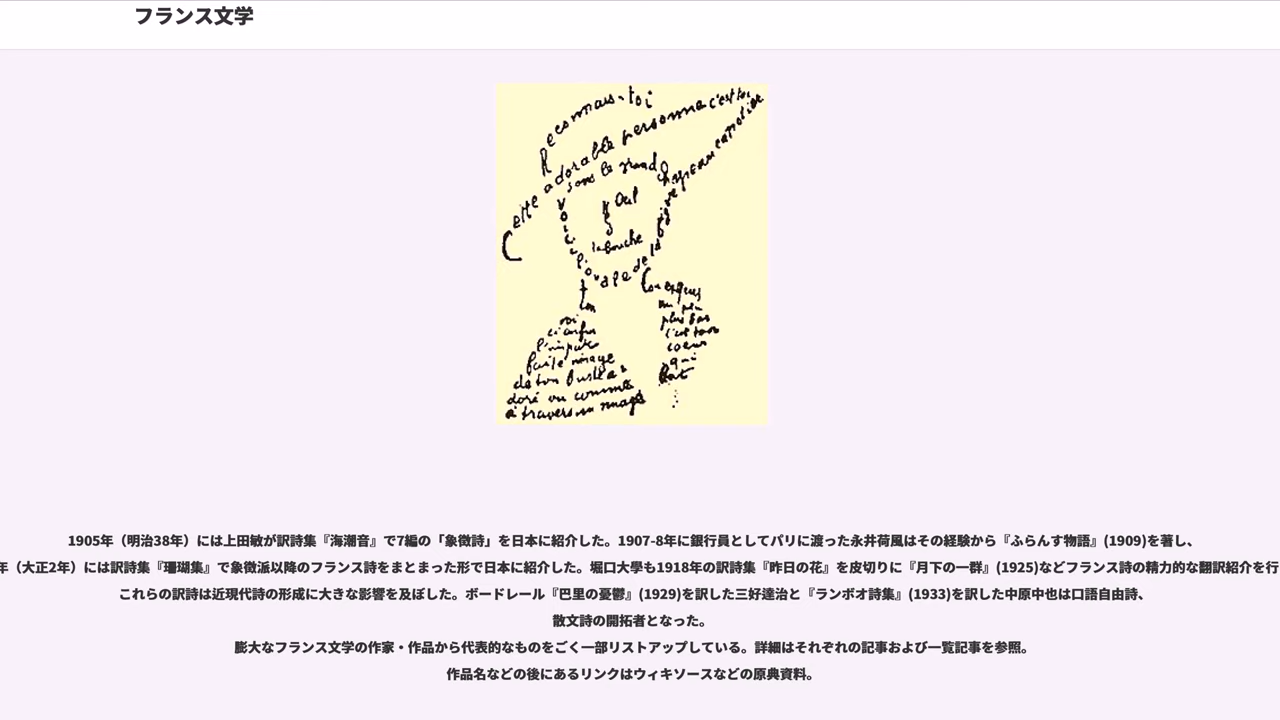 フランス文学
Reconnais-toi
Cette adorable personne c'est toi
sous le grand chapeau canotier
Oeil
la bouche
Voici l'ovale de ta figure
ton
coeur
qui
bat
à travers un nuage
1905年（明治38年）には上田敏が訳詩集『海潮音』で7編の「象徴詩」を日本に紹介した。1907-8年に銀行員としてパリに渡った永井荷風はその経験から『ふらんす物語』(1909)を著し、
年（大正2年）には訳詩集『珊瑚集』で象徴派以降のフランス詩をまとまった形で日本に紹介した。堀口大學も1918年の訳詩集『昨日の花』を皮切りに『月下の一群』(1925)などフランス詩の精力的な翻訳紹介を行
これらの訳詩は近現代詩の形成に大きな影響を及ぼした。ボードレール『巴里の憂鬱』(1929)を訳した三好達治と『ランボオ詩集』(1933)を訳した中原中也は口語自由詩、
散文詩の開拓者となった。
膨大なフランス文学の作家・作品から代表的なものをごく一部リストアップしている。詳細はそれぞれの記事および一覧記事を参照。
作品名などの後にあるリンクはウィキソースなどの原典資料。